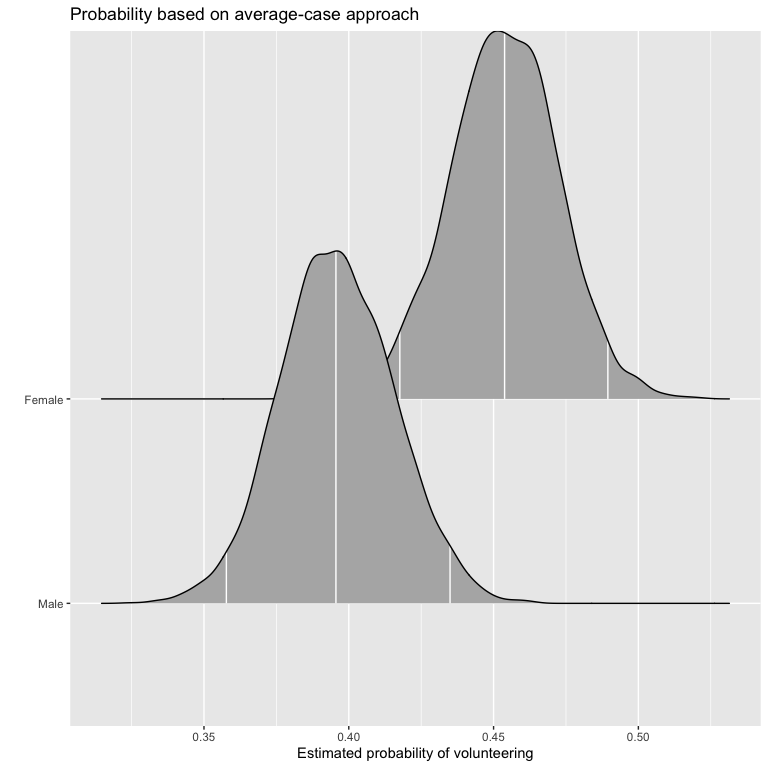 Probability based on average-case approach
Female
Male
0.35 0.40 0.45 0.50
Estimated probability of volunteering